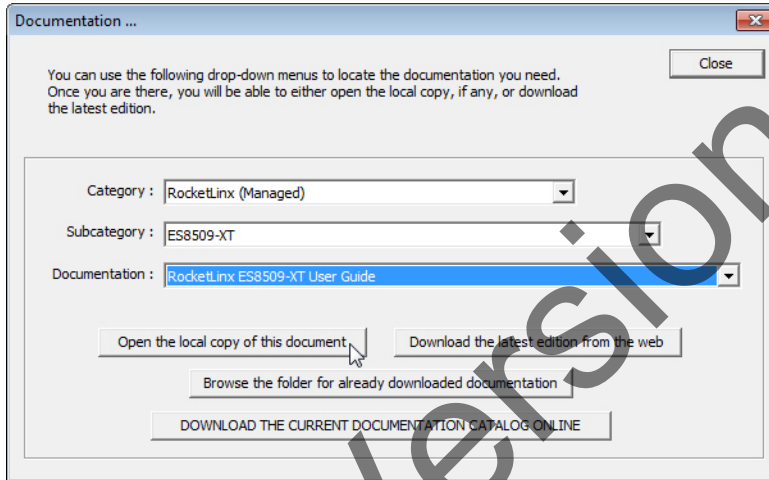 Documentation ...
Close
You can use the following drop-down menus to locate the documentation you need.
Once you are there, you will be able to either open the local copy, if any, or download
the latest edition.
Category : RocketLinx (Managed)
Subcategory : ES8509-XT
Documentation : RocketLinx ES8509-XT User Guide
Open the local copy of this document Download the latest edition from the web
Browse the folder for already downloaded documentation
DOWNLOAD THE CURRENT DOCUMENTATION CATALOG ONLINE
Version